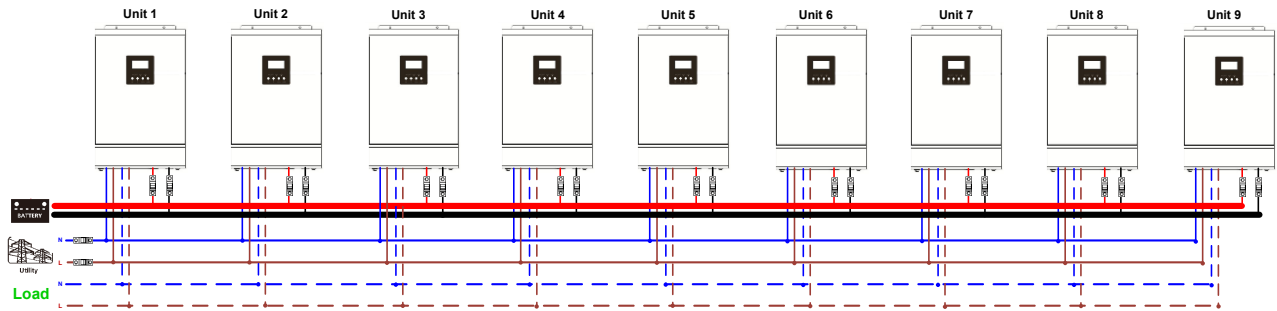 Unit 1 Unit 2 Unit 3 Unit 4 Unit 5 Unit 6 Unit 7 Unit 8 Unit 9
BATTERY
N
L
Utility
N
Load
L